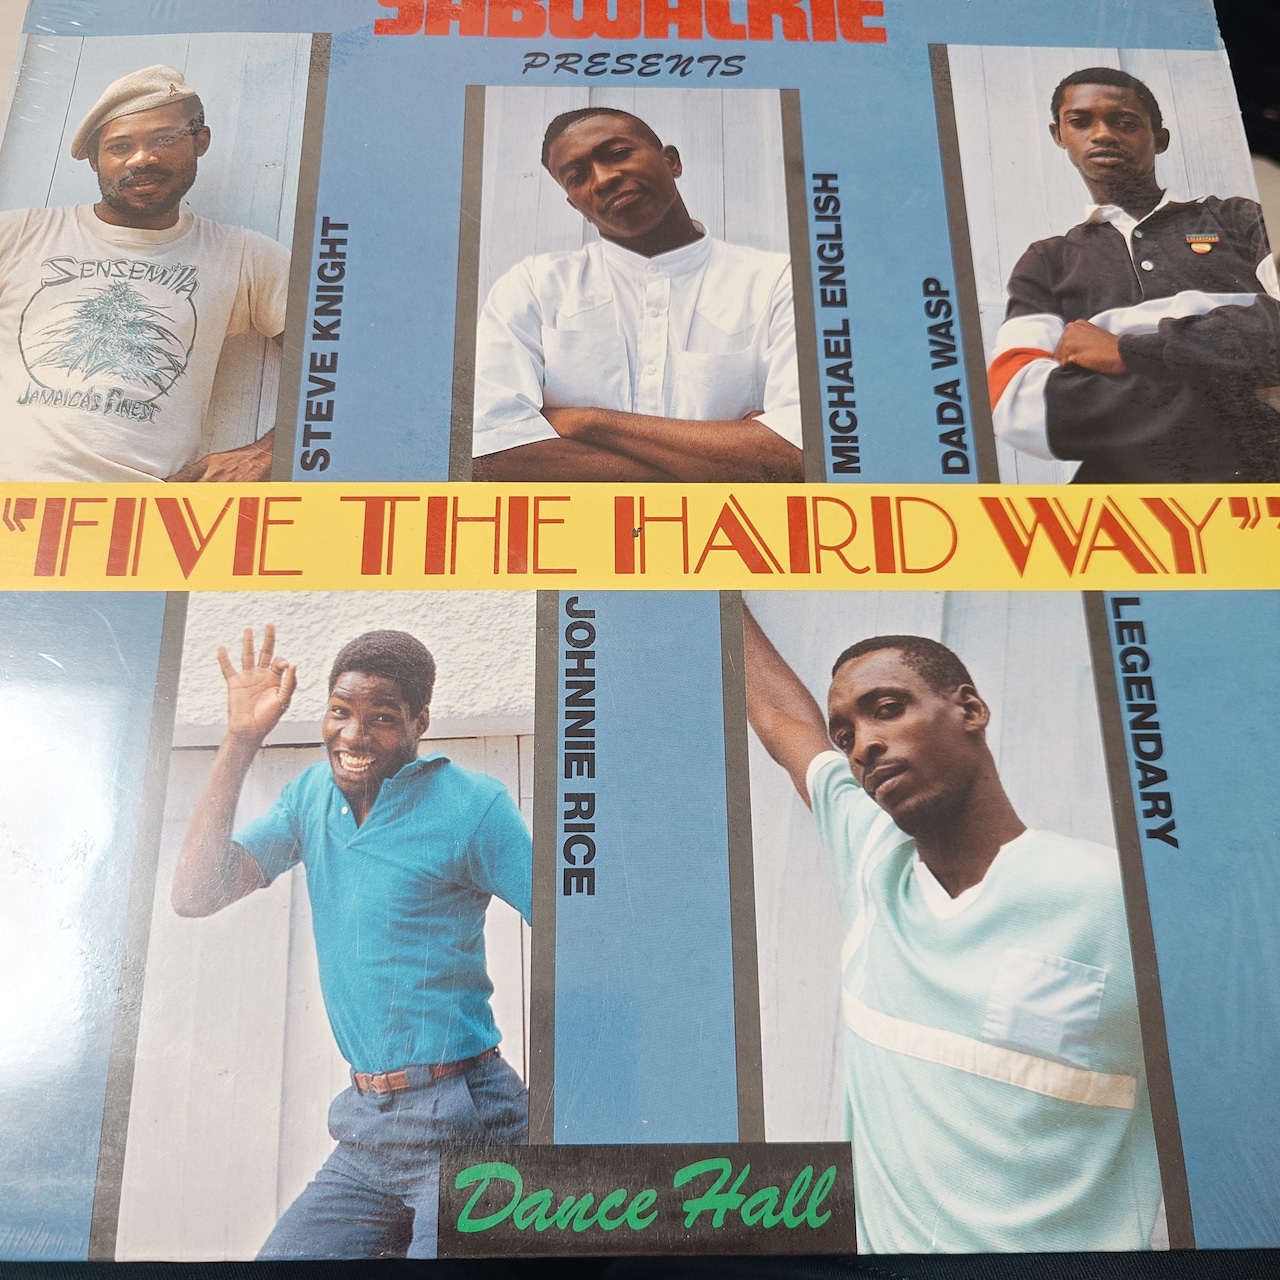 SABWACKIE
PRESENTS
SENSEMILLA
JAMAICA'S FINEST
STEVE KNIGHT
MICHAEL ENGLISH
DADA WASP
"FIVE THE HARD WAY"
JOHNNIE RICE
LEGENDARY
Dance Hall